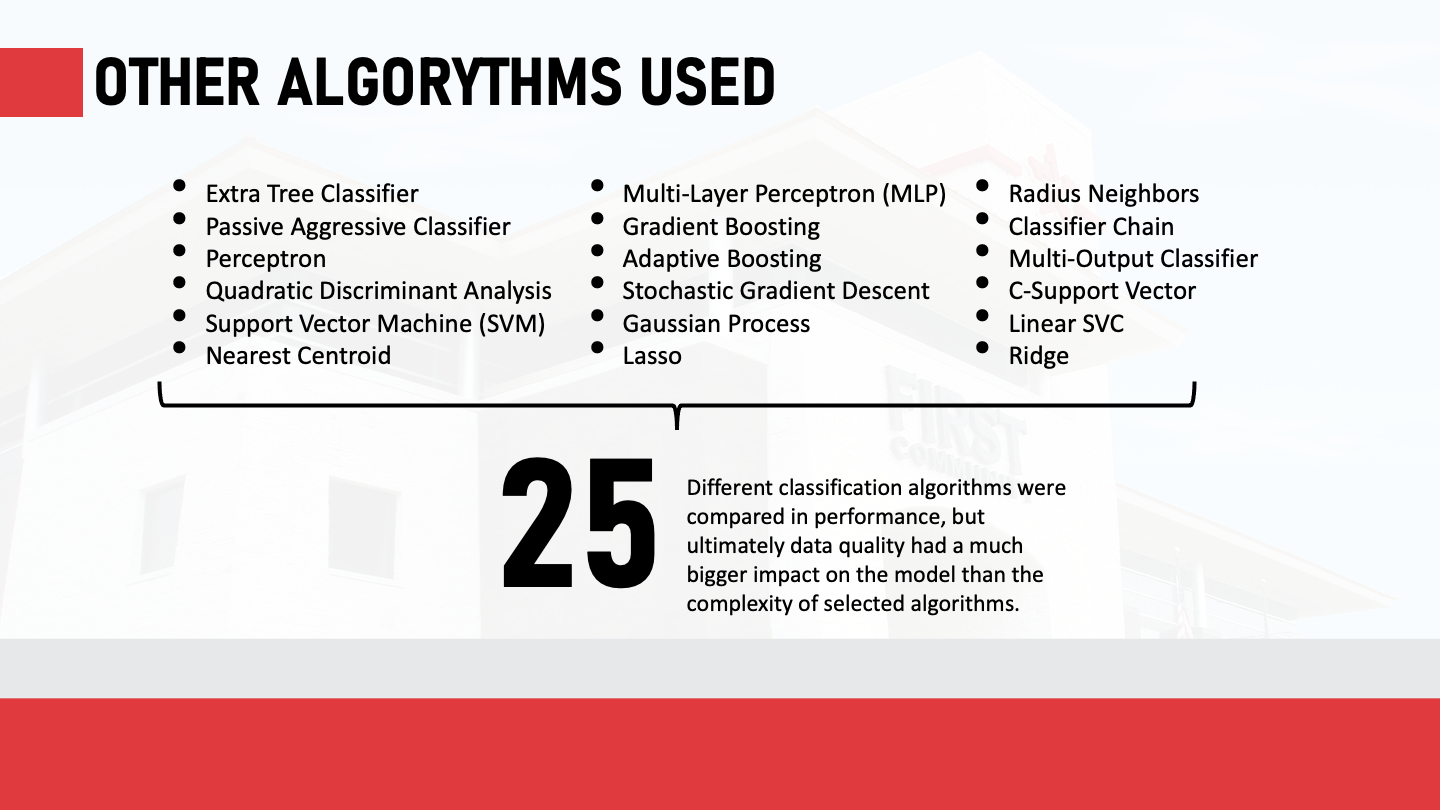 OTHER ALGORYTHMS USED
• Extra Tree Classifier
• Passive Aggressive Classifier
• Perceptron
• Quadratic Discriminant Analysis
• Support Vector Machine (SVM)
• Nearest Centroid
• Multi-Layer Perceptron (MLP)
• Gradient Boosting
• Adaptive Boosting
• Stochastic Gradient Descent
• Gaussian Process
• Lasso
• Radius Neighbors
• Classifier Chain
• Multi-Output Classifier
• C-Support Vector
• Linear SVC
• Ridge
FIRST
25
Different classification algorithms were
compared in performance, but
ultimately data quality had a much
bigger impact on the model than the
complexity of selected algorithms.